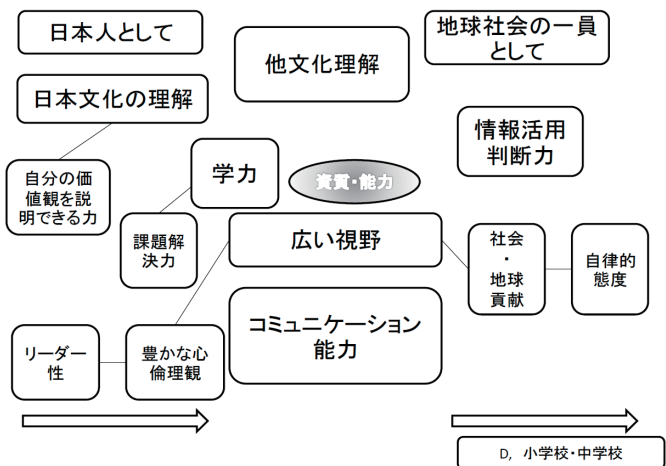 日本人として
他文化理解
地球社会の一員
として
日本文化の理解
情報活用
判断力
学力
資質・能力
自分の価
値観を説
明できる力
課題解
決力
広い視野
社会
・
地球
貢献
自律的
態度
コミュニケーション
能力
リーダー
性
豊かな心
倫理観
D, 小学校・中学校